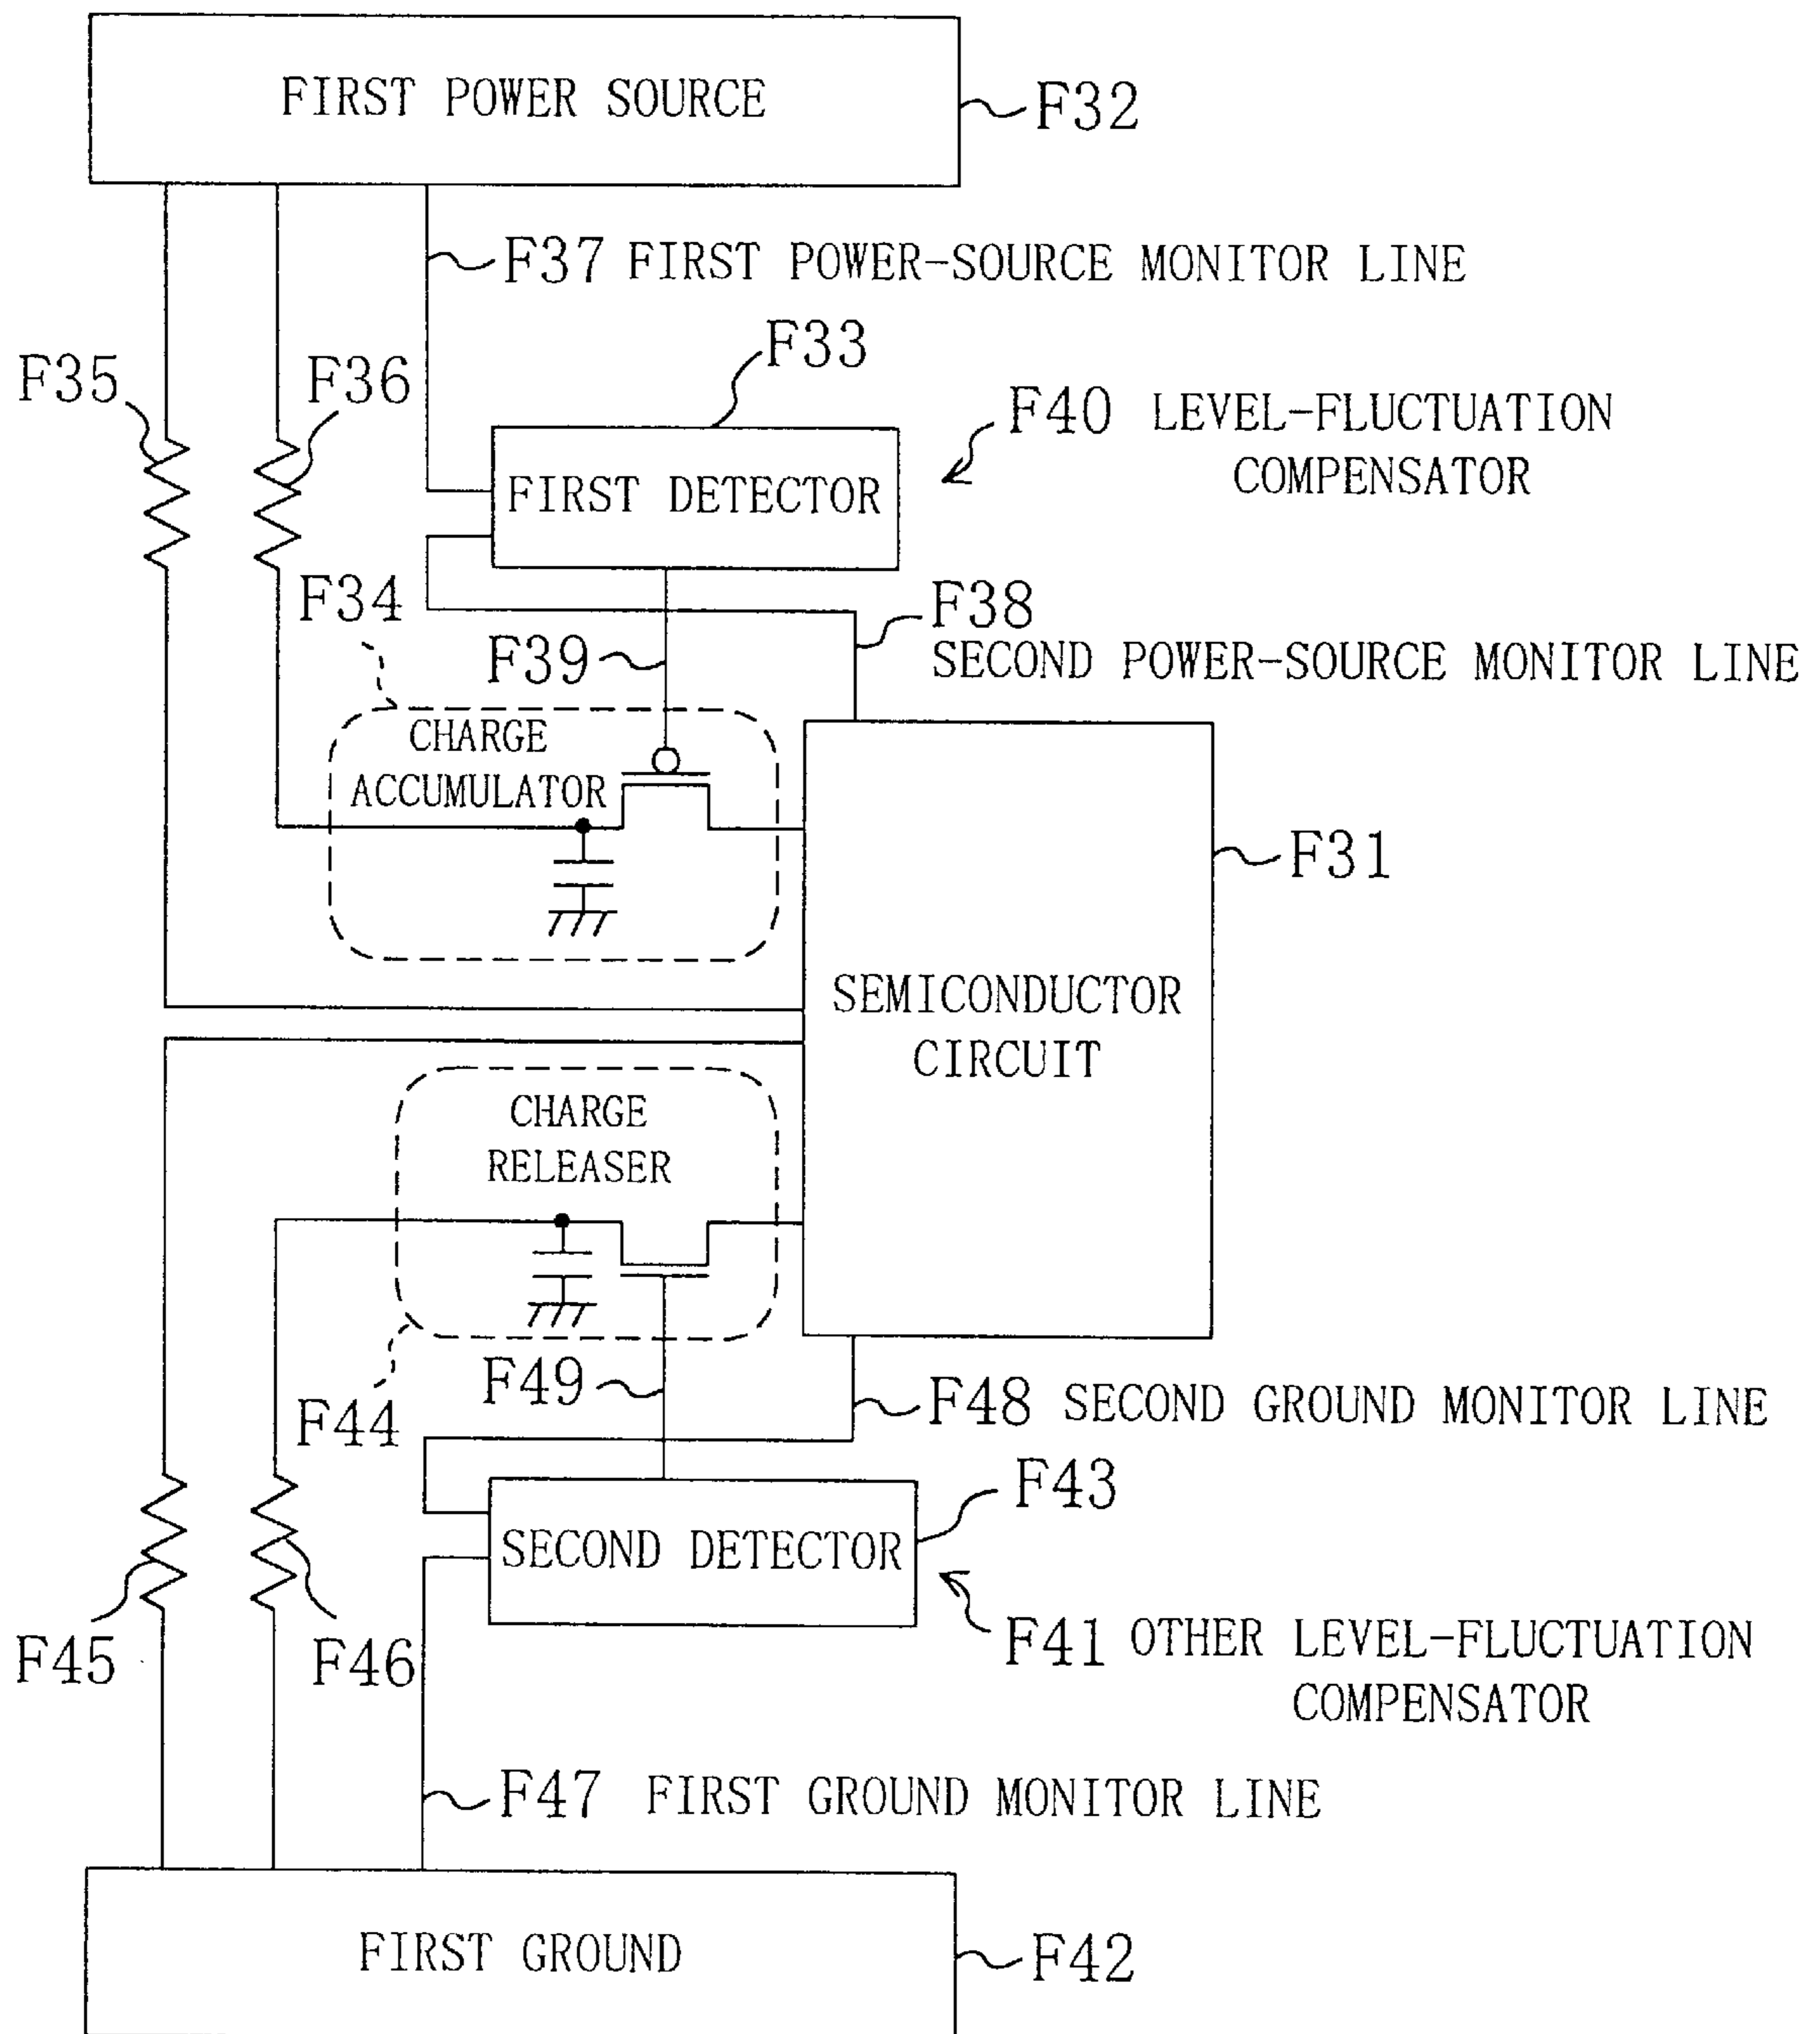 FIRST POWER SOURCE
F32
F37 FIRST POWER-SOURCE MONITOR LINE
F33
F35
F36
F40 LEVEL-FLUCTUATION
COMPENSATOR
FIRST DETECTOR
F34
F38
F39
SECOND POWER-SOURCE MONITOR LINE
CHARGE
ACCUMULATOR
F31
SEMICONDUCTOR
CIRCUIT
CHARGE
RELEASER
F49
F48 SECOND GROUND MONITOR LINE
F44
F43
SECOND DETECTOR
F45
F46
F41 OTHER LEVEL-FLUCTUATION
COMPENSATOR
F47 FIRST GROUND MONITOR LINE
FIRST GROUND
F42